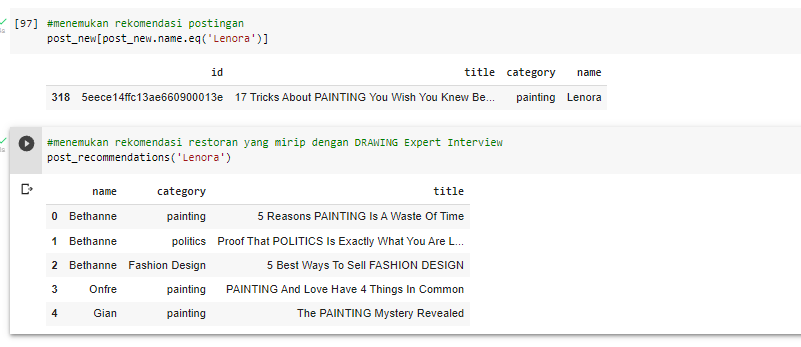 [97] #menemukan rekomendasi postingan
post_new[post_new.name.eq('Lenora')]
id title category name
318 5eece14ffc13ae660900013e 17 Tricks About PAINTING You Wish You Knew Be... painting Lenora
#menemukan rekomendasi restoran yang mirip dengan DRAWING Expert Interview
post_recommendations('Lenora')
name category title
0 Bethanne painting 5 Reasons PAINTING Is A Waste Of Time
1 Bethanne politics Proof That POLITICS Is Exactly What You Are L...
2 Bethanne Fashion Design 5 Best Ways To Sell FASHION DESIGN
3 Onfre painting PAINTING And Love Have 4 Things In Common
4 Gian painting The PAINTING Mystery Revealed